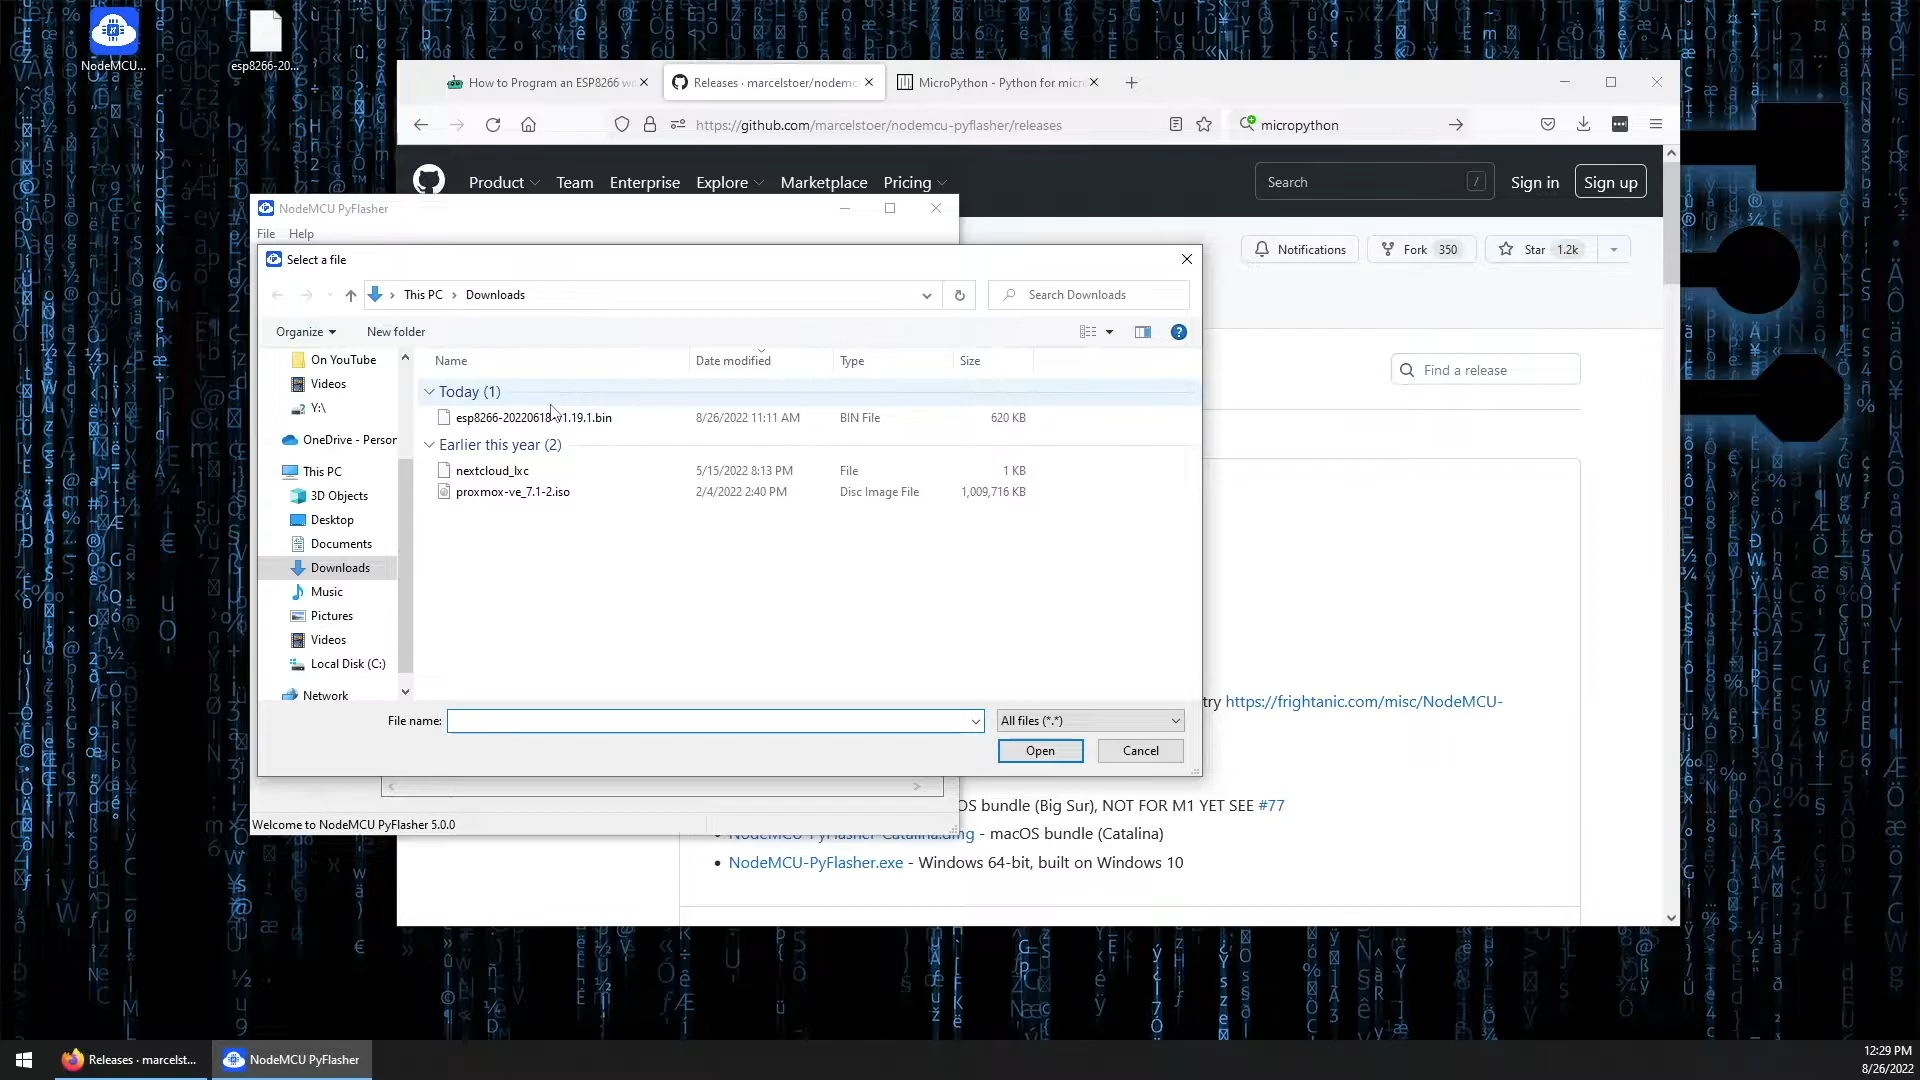 NodeMCU...
esp8266-20...
How to Program an ESP8266 w
Releases · marcelstoer/nodemc
MicroPython - Python for micr
https://github.com/marcelstoer/nodemcu-pyflasher/releases
micropython
Product
Team
Enterprise
Explore
Marketplace
Pricing
Search
/
Sign in
Sign up
NodeMCU PyFlasher
File
Help
Notifications
Fork 350
Star 1.2k
Select a file
This PC
Downloads
Search Downloads
Organize
New folder
Find a release
On YouTube
Videos
Y:\
OneDrive - Person
This PC
3D Objects
Desktop
Documents
Downloads
Music
Pictures
Videos
Local Disk (C:)
Network
Name
Date modified
Type
Size
Today (1)
esp8266-20220618-v1.19.1.bin
8/26/2022 11:11 AM
BIN File
620 KB
Earlier this year (2)
nextcloud_lxc
5/15/2022 8:13 PM
File
1 KB
proxmox-ve_7.1-2.iso
2/4/2022 2:40 PM
Disc Image File
1,009,716 KB
try https://frightanic.com/misc/NodeMCU-
File name:
All files (*.*)
Open
Cancel
OS bundle (Big Sur), NOT FOR M1 YET SEE #77
Welcome to NodeMCU PyFlasher 5.0.0
NodeMCU-PyFlasher-Catalina.dmg - macOS bundle (Catalina)
NodeMCU-PyFlasher.exe - Windows 64-bit, built on Windows 10
Releases · marcelst...
NodeMCU PyFlasher
12:29 PM
8/26/2022